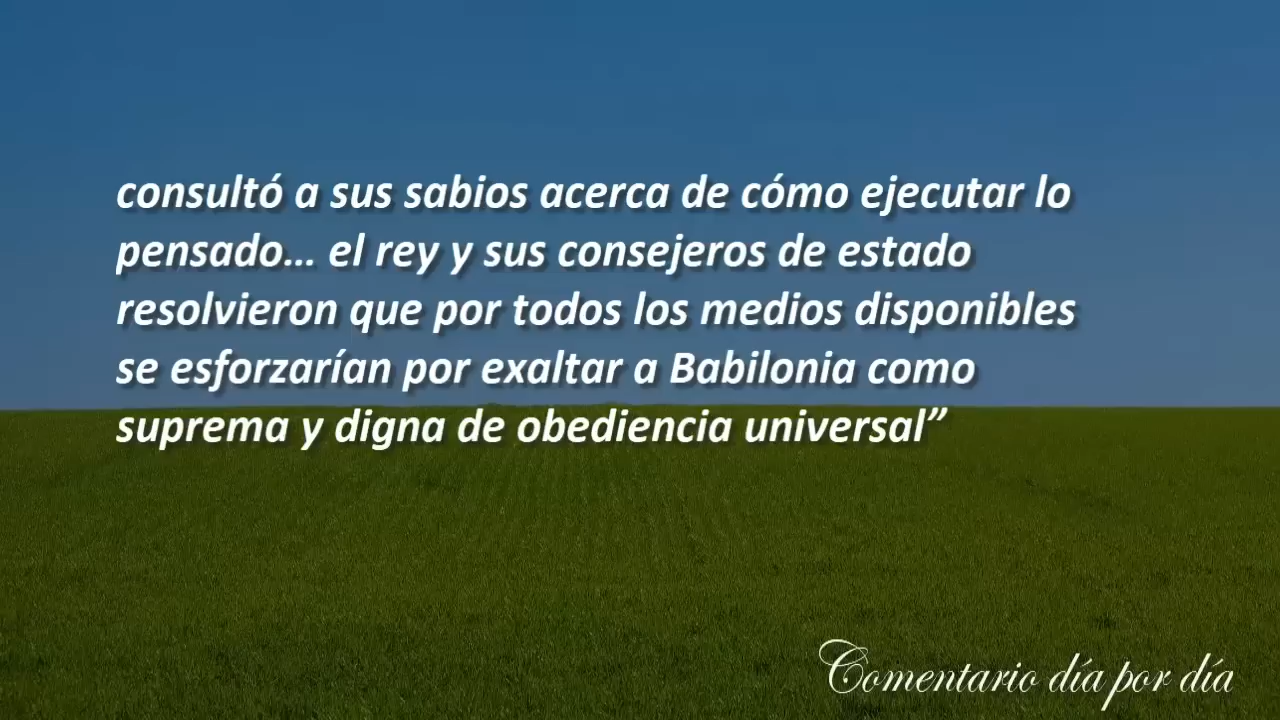 consultó a sus sabios acerca de cómo ejecutar lo
pensado... el rey y sus consejeros de estado
resolvieron que por todos los medios disponibles
se esforzarían por exaltar a Babilonia como
suprema y digna de obediencia universal”
Comentario día por día